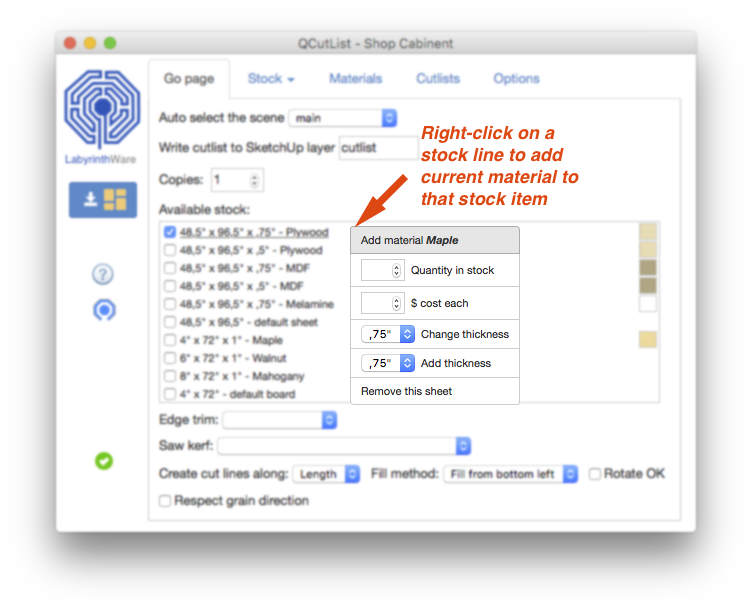 QCutList - Shop Cabinent
LabyrinthWare
Go page
Stock
Materials
Cutlists
Options
Auto select the scene main
Write cutlist to SketchUp layer cutlist
Copies: 1
Right-click on a
stock line to add
current material to
that stock item
Available stock:
48,5" x 96,5" x ,75" - Plywood
48,5" x 96,5" x ,5" - Plywood
48,5" x 96,5" x ,75" - MDF
48,5" x 96,5" x ,5" - MDF
48,5" x 96,5" x ,75" - Melamine
48,5" x 96,5" - default sheet
4" x 72" x 1" - Maple
6" x 72" x 1" - Walnut
8" x 72" x 1" - Mahogany
4" x 72" - default board
Add material Maple
Quantity in stock
$ cost each
,75" Change thickness
,75" Add thickness
Remove this sheet
Edge trim:
Saw kerf:
Create cut lines along: Length Fill method: Fill from bottom left Rotate OK
Respect grain direction
?